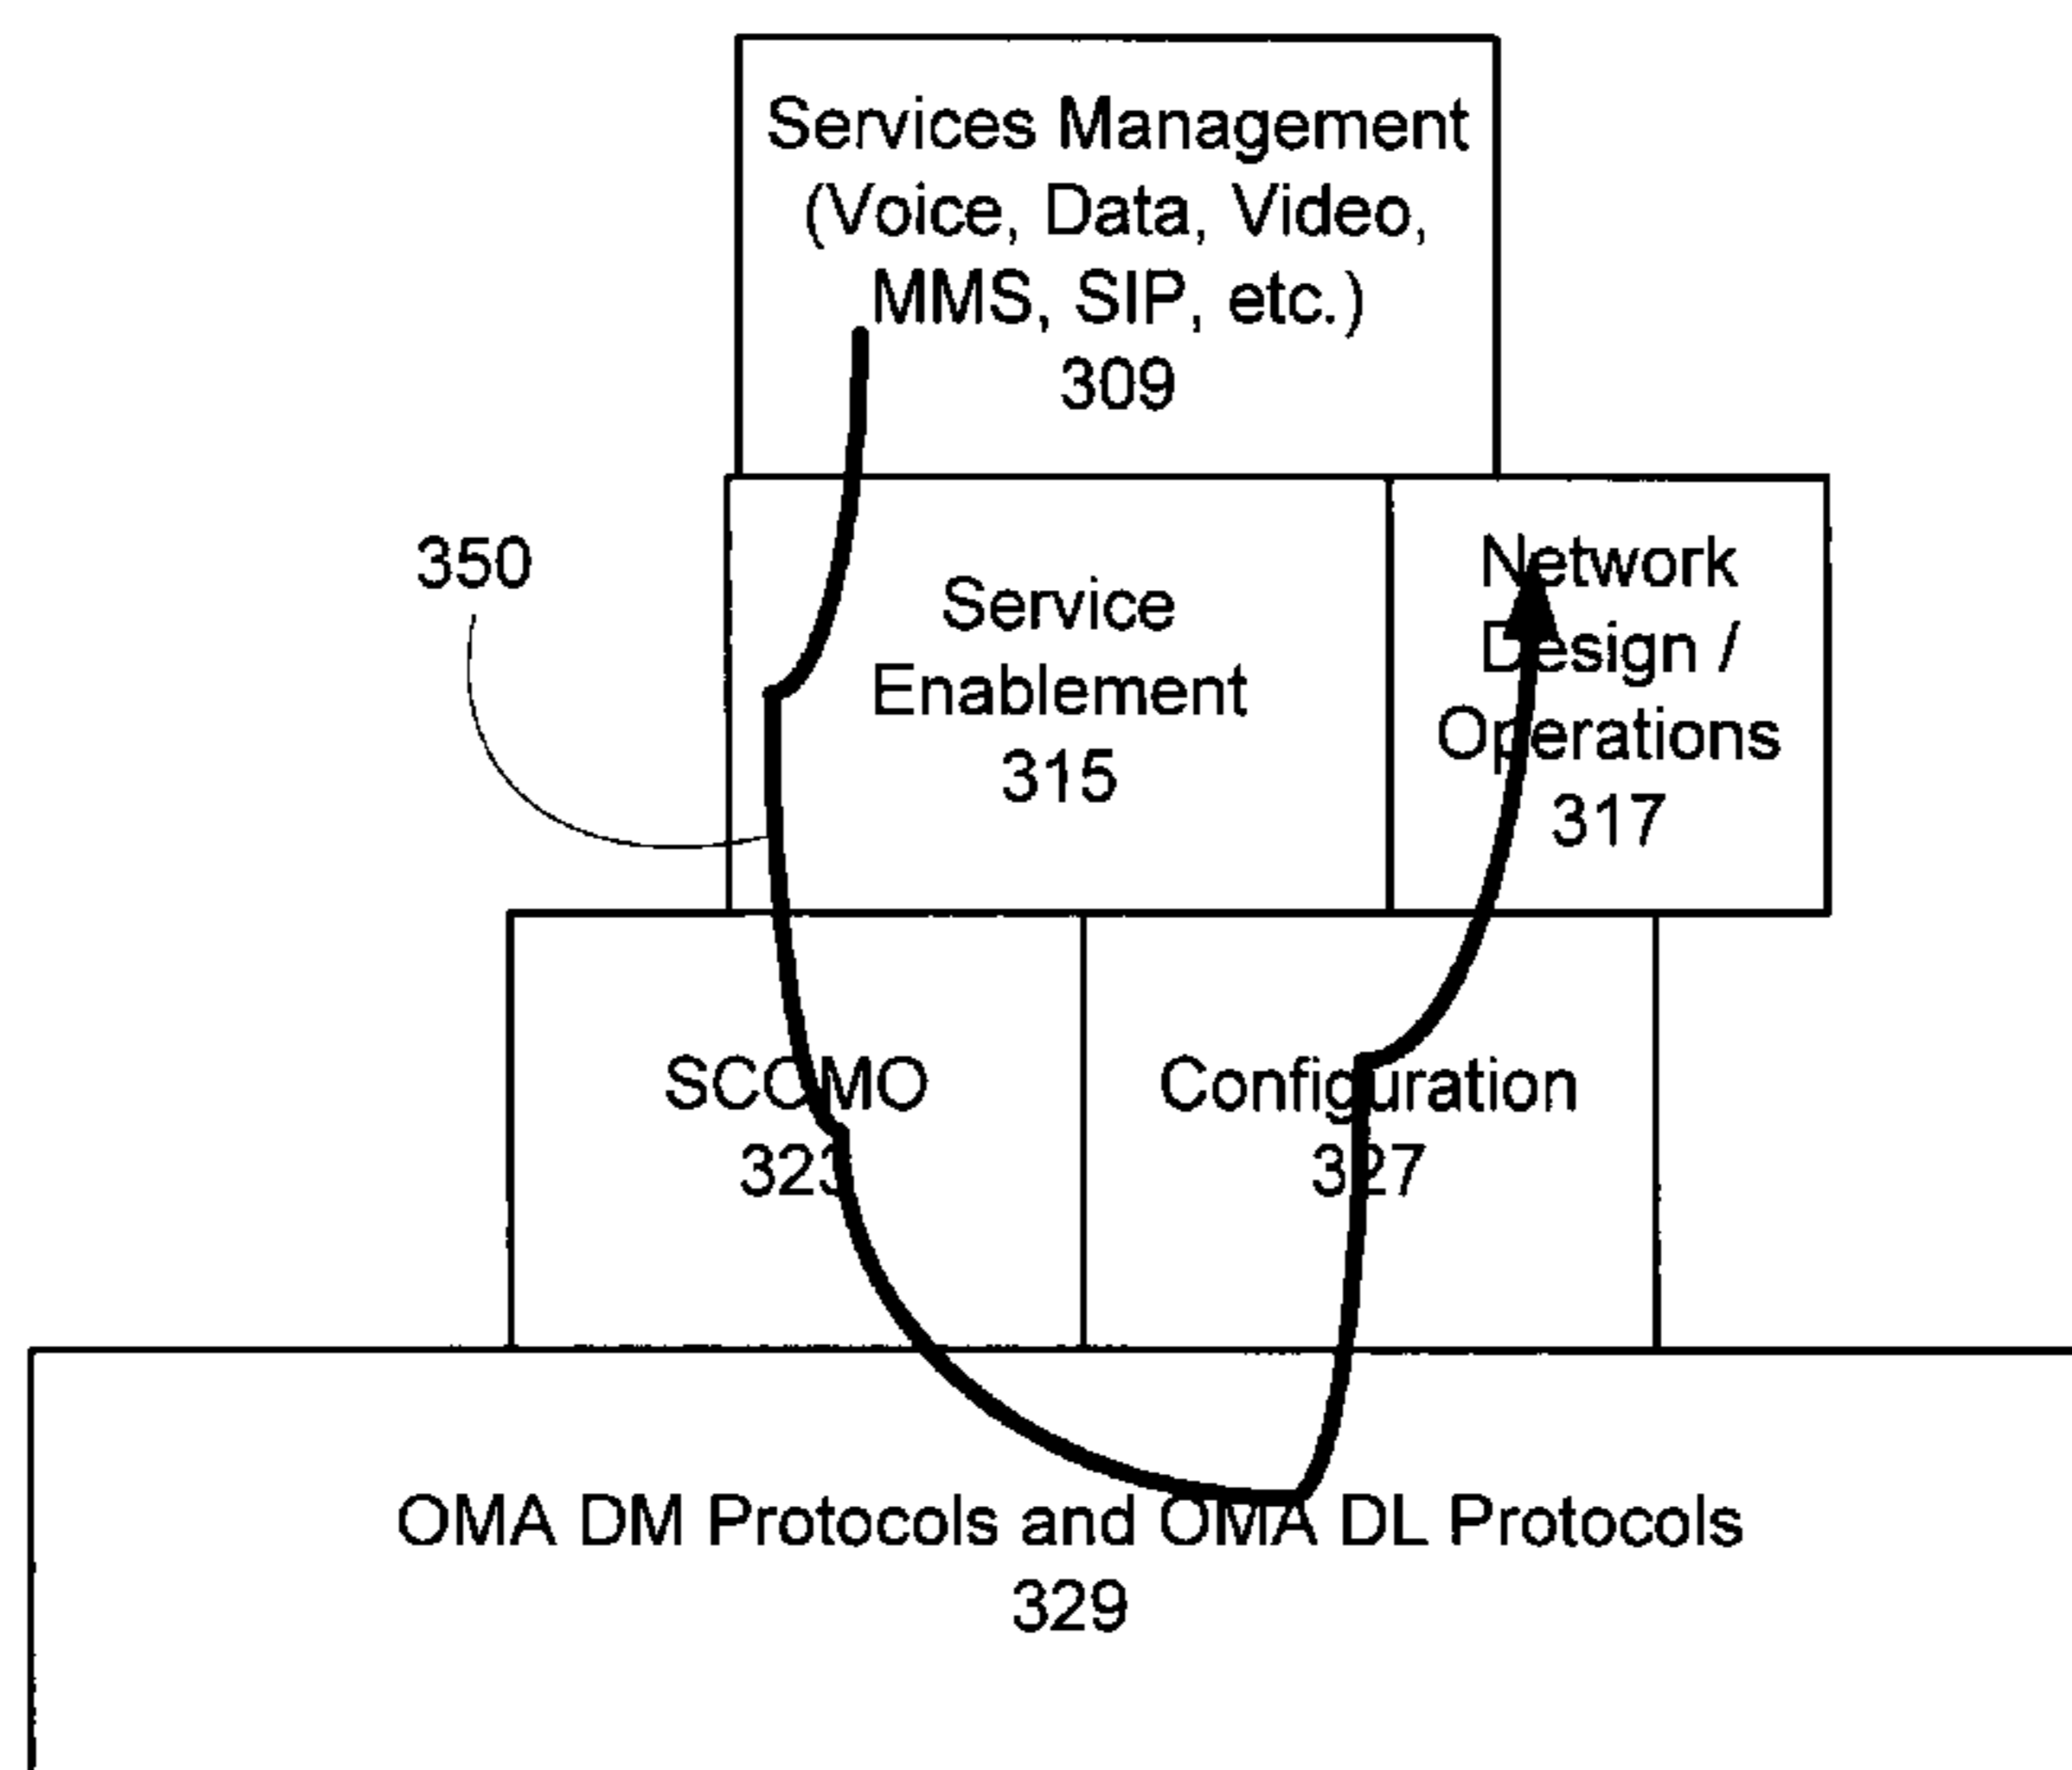 Services Management
(Voice, Data, Video,
MMS, SIP, etc.)
309
350
Service
Enablement
315
Network
Design /
Operations
317
SCOMO
323
Configuration
327
OMA DM Protocols and OMA DL Protocols
329